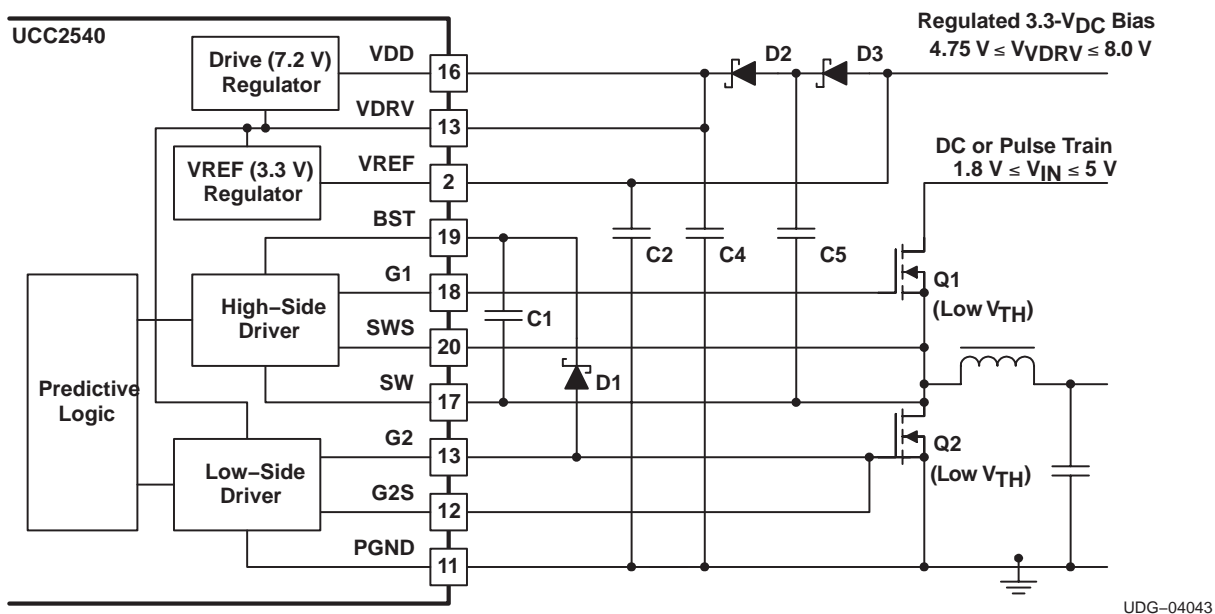 UCC2540
Drive (7.2 V)
Regulator
VREF (3.3 V)
Regulator
Predictive
Logic
High–Side
Driver
Low–Side
Driver
VDD
16
VDRV
13
VREF
2
BST
19
G1
18
SWS
20
SW
17
G2
13
G2S
12
PGND
11
D2
D3
C2
C4
C5
C1
D1
Regulated 3.3-VDC Bias
4.75 V ≤ VVDRV ≤ 8.0 V
DC or Pulse Train
1.8 V ≤ VIN ≤ 5 V
Q1
(Low VTH)
Q2
(Low VTH)
UDG–04043